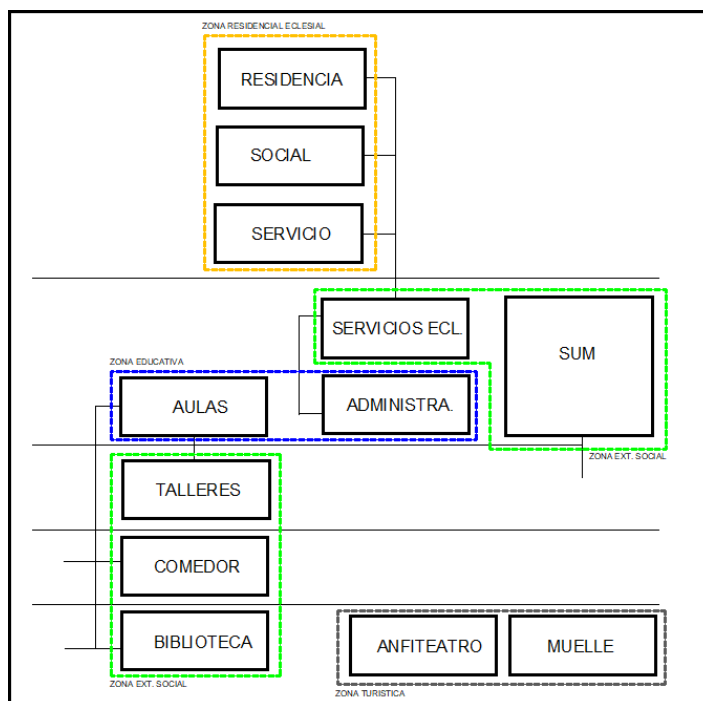 ZONA RESIDENCIAL ECLESIAL
RESIDENCIA
SOCIAL
SERVICIO
SERVICIOS ECL.
SUM
ZONA EDUCATIVA
AULAS
ADMINISTRA.
ZONA EXT. SOCIAL
TALLERES
COMEDOR
BIBLIOTECA
ANFITEATRO
MUELLE
ZONA EXT. SOCIAL
ZONA TURISTICA